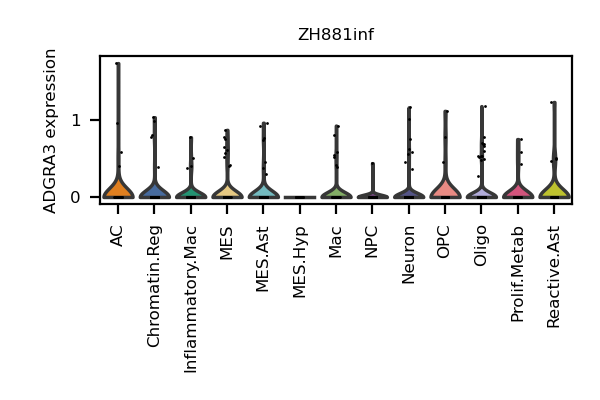 ZH881inf
ADGRA3 expression
1
0
AC
Chromatin.Reg
Inflammatory.Mac
MES
MES.Ast
MES.Hyp
Mac
NPC
Neuron
OPC
Oligo
Prolif.Metab
Reactive.Ast